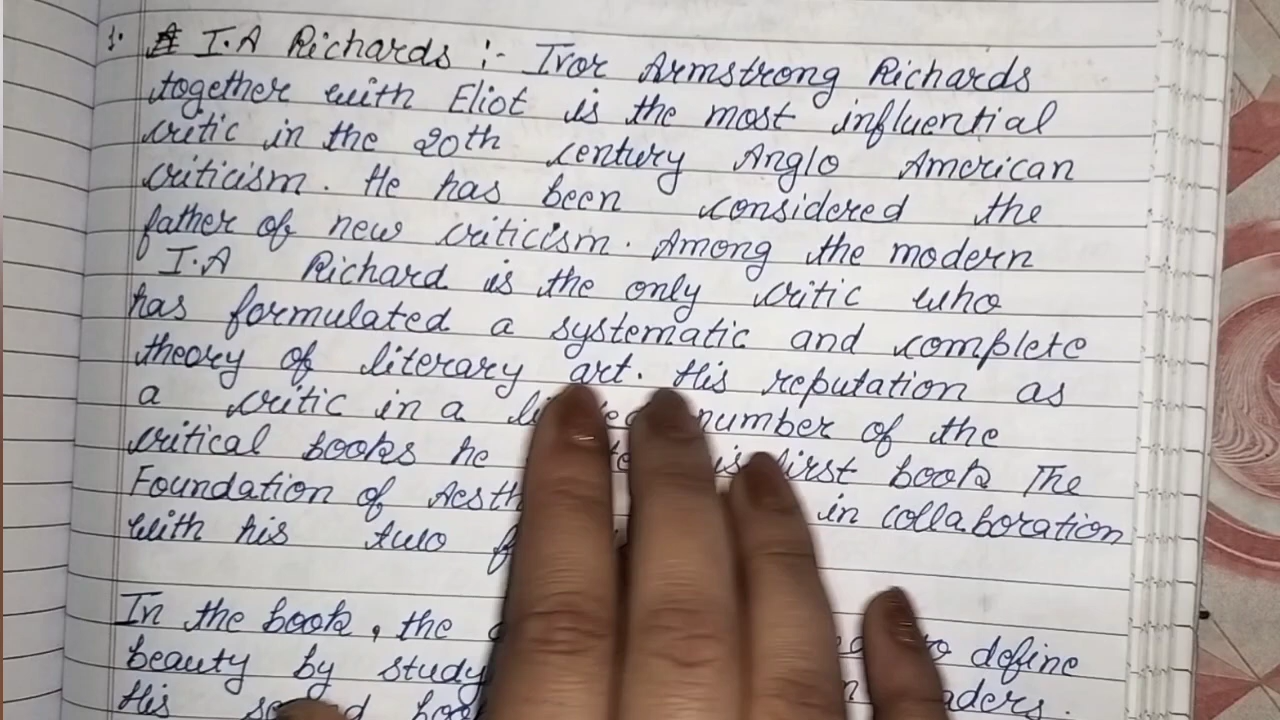 1. I.A Richards :- Ivor Armstrong Richards
together with Eliot is the most influential
critic in the 20th century Anglo American
criticism. He has been considered the
father of new criticism. Among the modern
I.A Richard is the only critic who
has formulated a systematic and complete
theory of literary art. His reputation as
a critic in a number of the
critical books he first book The
Foundation of in collaboration
with his two
In the book, the to define
beauty by
His